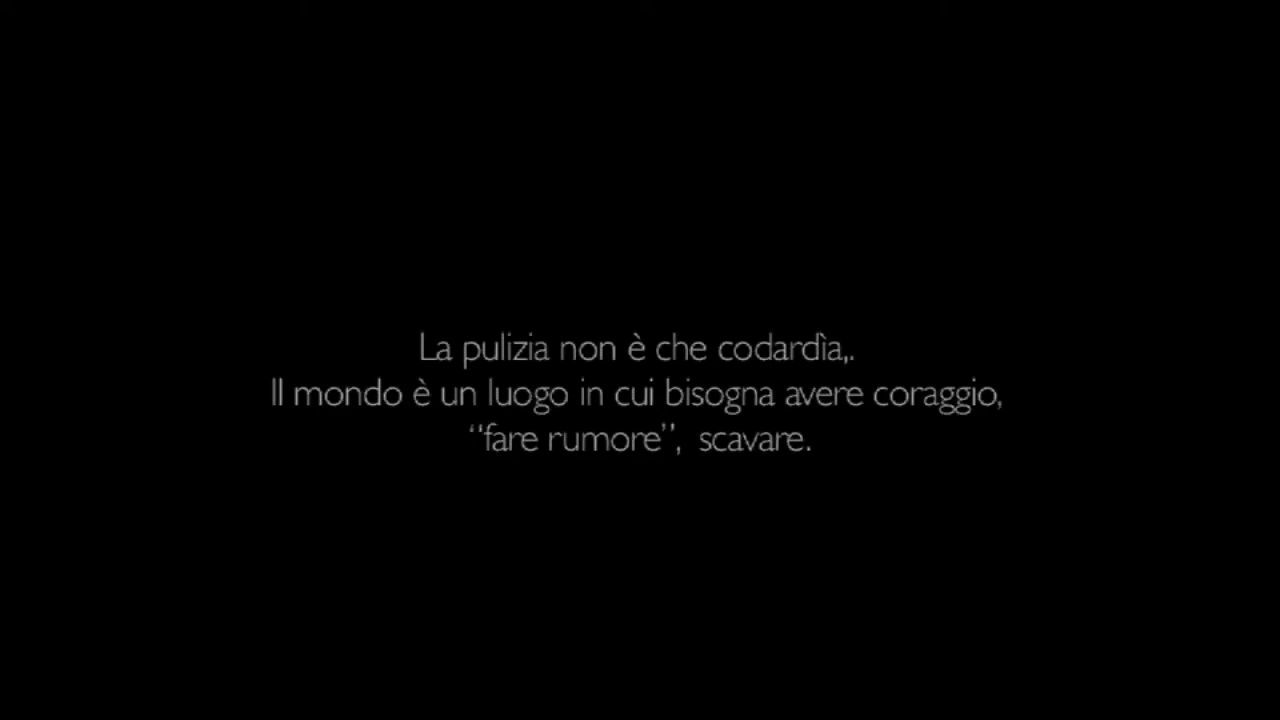 La pulizia non è che codardìa,.
Il mondo è un luogo in cui bisogna avere coraggio,
“fare rumore”, scavare.